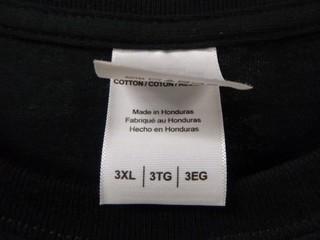 COTTON/COTON/
Made in Honduras
Fabriqué au Honduras
Hecho en Honduras
3XL | 3TG | 3EG